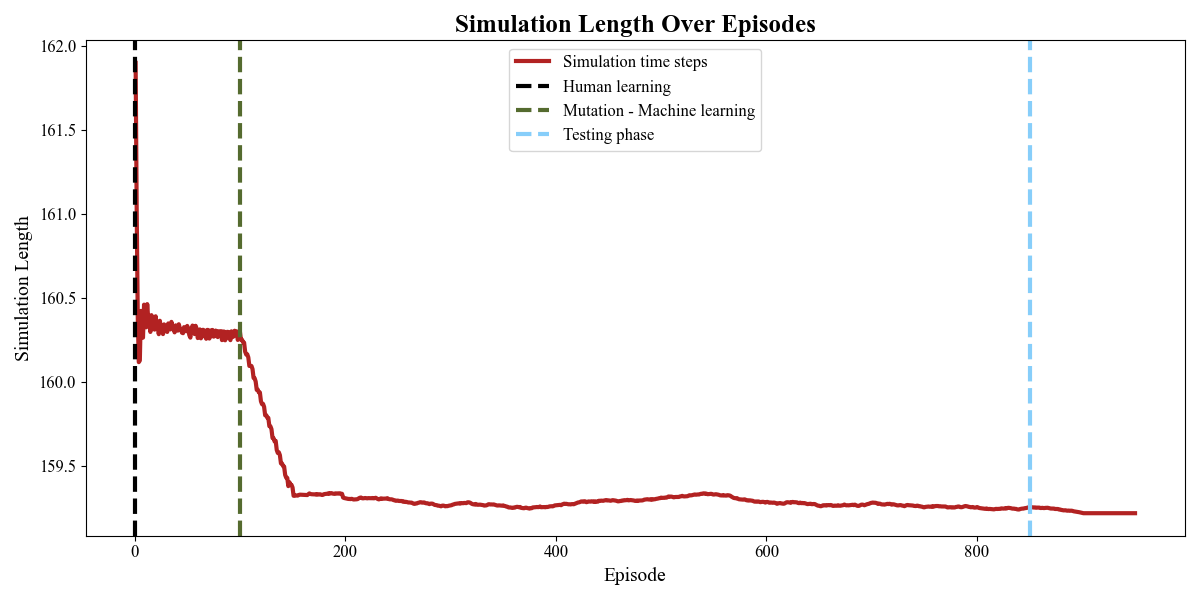 Simulation Length Over Episodes
Simulation time steps
Human learning
Mutation - Machine learning
Testing phase
Simulation Length
162.0
161.5
161.0
160.5
160.0
159.5
0
200
400
600
800
Episode